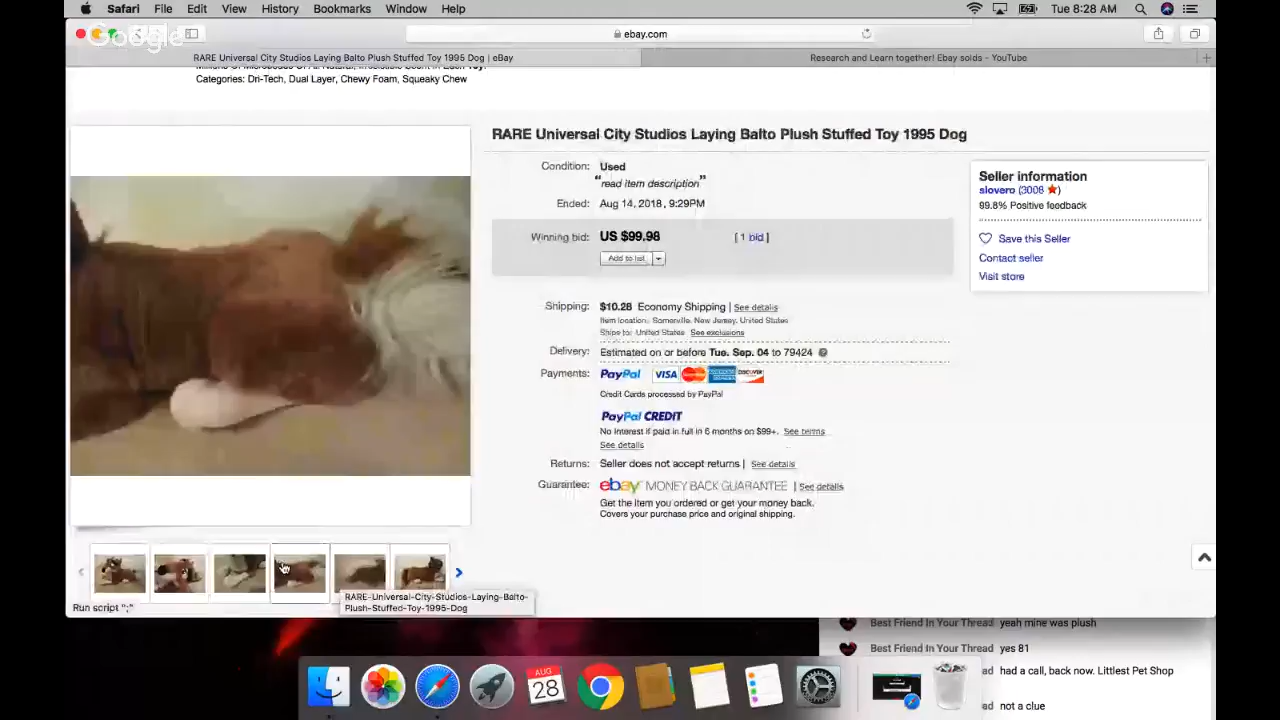 Safari File Edit View History Bookmarks Window Help
Tue 8:28 AM
Google
ebay.com
RARE Universal City Studios Laying Balto Plush Stuffed Toy 1995 Dog | eBay
Research and Learn together! Ebay solds - YouTube
Categories: Dri-Tech, Dual Layer, Chewy Foam, Squeaky Chew
RARE Universal City Studios Laying Balto Plush Stuffed Toy 1995 Dog
Condition: Used
"read item description"
Ended: Aug 14, 2018, 9:29PM
Winning bid: US $99.98 [ 1 bid ]
Add to list
Shipping: $10.28 Economy Shipping | See details
Item location: Somerville, New Jersey, United States
Ships to: United States See exclusions
Delivery: Estimated on or before Tue. Sep. 04 to 79424
Payments: PayPal VISA MasterCard AMERICAN EXPRESS DISCOVER
Credit Cards processed by PayPal
PayPal CREDIT
No Interest if paid in full in 6 months on $99+. See terms
See details
Returns: Seller does not accept returns | See details
Guarantee: ebay MONEY BACK GUARANTEE | See details
Get the item you ordered or get your money back.
Covers your purchase price and original shipping.
Seller information
slovero (3008)
99.8% Positive feedback
Save this Seller
Contact seller
Visit store
RARE-Universal-City-Studios-Laying-Balto-
Plush-Stuffed-Toy-1995-Dog
Run script ";"
Best Friend In Your Thread yeah mine was plush
Best Friend In Your Thread yes 81
ad had a call, back now. Littlest Pet Shop
ad not a clue
AUG
28